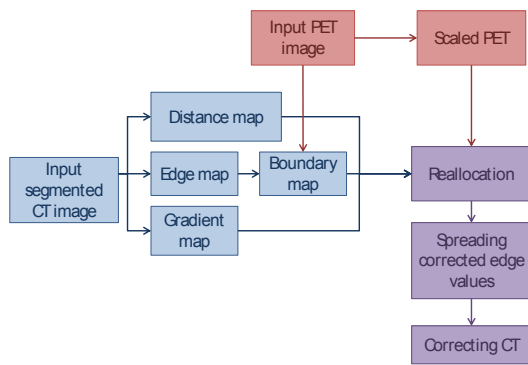 Input PET
image
Scaled PET
Distance map
Input
segmented
CT image
Edge map
Boundary
map
Reallocation
Gradient
map
Spreading
corrected edge
values
Correcting CT